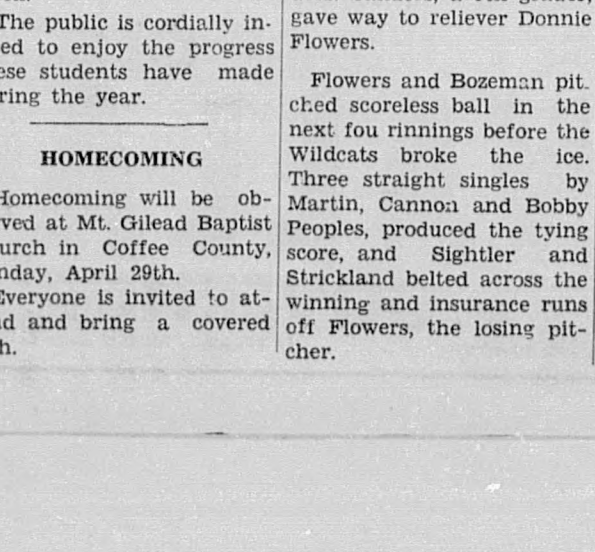 The public is cordially in-
ed to enjoy the progress
ese students have made
ring the year.
HOMECOMING
Homecoming will be ob-
ved at Mt. Gilead Baptist
urch in Coffee County,
nday, April 29th.
Everyone is invited to at-
d and bring a covered
h.
gave way to reliever Donnie
Flowers.
Flowers and Bozeman pit-
ched scoreless ball in the
next fou rinnings before the
Wildcats broke the ice.
Three straight singles by
Martin, Cannon and Bobby
Peoples, produced the tying
score, and Sightler and
Strickland belted across the
winning and insurance runs
off Flowers, the losing pit-
cher.